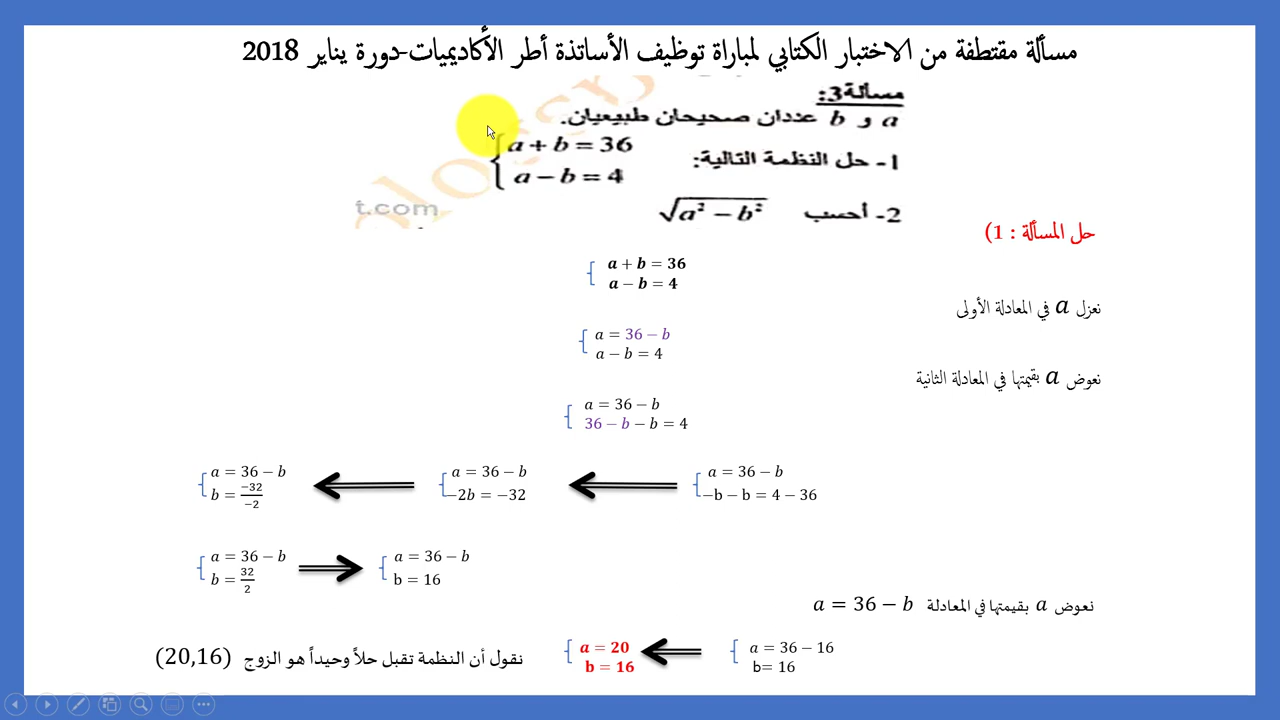 مسألة مقتطفة من الاختبار الكتابي لمباراة توظيف الأساتذة أطر الأكاديميات-دورة يناير 2018
مسألة3:
a و b عددان صحيحان طبيعيان.
1- حل النظمة التالية: { a + b = 36
a − b = 4
2- أحسب √(a² − b²)
t.com
حل المسألة : 1)
{ a + b = 36
a − b = 4
نعزل a في المعادلة الأولى
{ a = 36 − b
a − b = 4
نعوض a بقيمتها في المعادلة الثانية
{ a = 36 − b
36 − b − b = 4
{ a = 36 − b
−b − b = 4 − 36
{ a = 36 − b
−2b = −32
{ a = 36 − b
b = −32/−2
{ a = 36 − b
b = 32/2
{ a = 36 − b
b = 16
نعوض a بقيمتها في المعادلة a = 36 − b
{ a = 36 − 16
b= 16
{ a = 20
b = 16
نقول أن النظمة تقبل حلاً وحيداً هو الزوج (20,16)